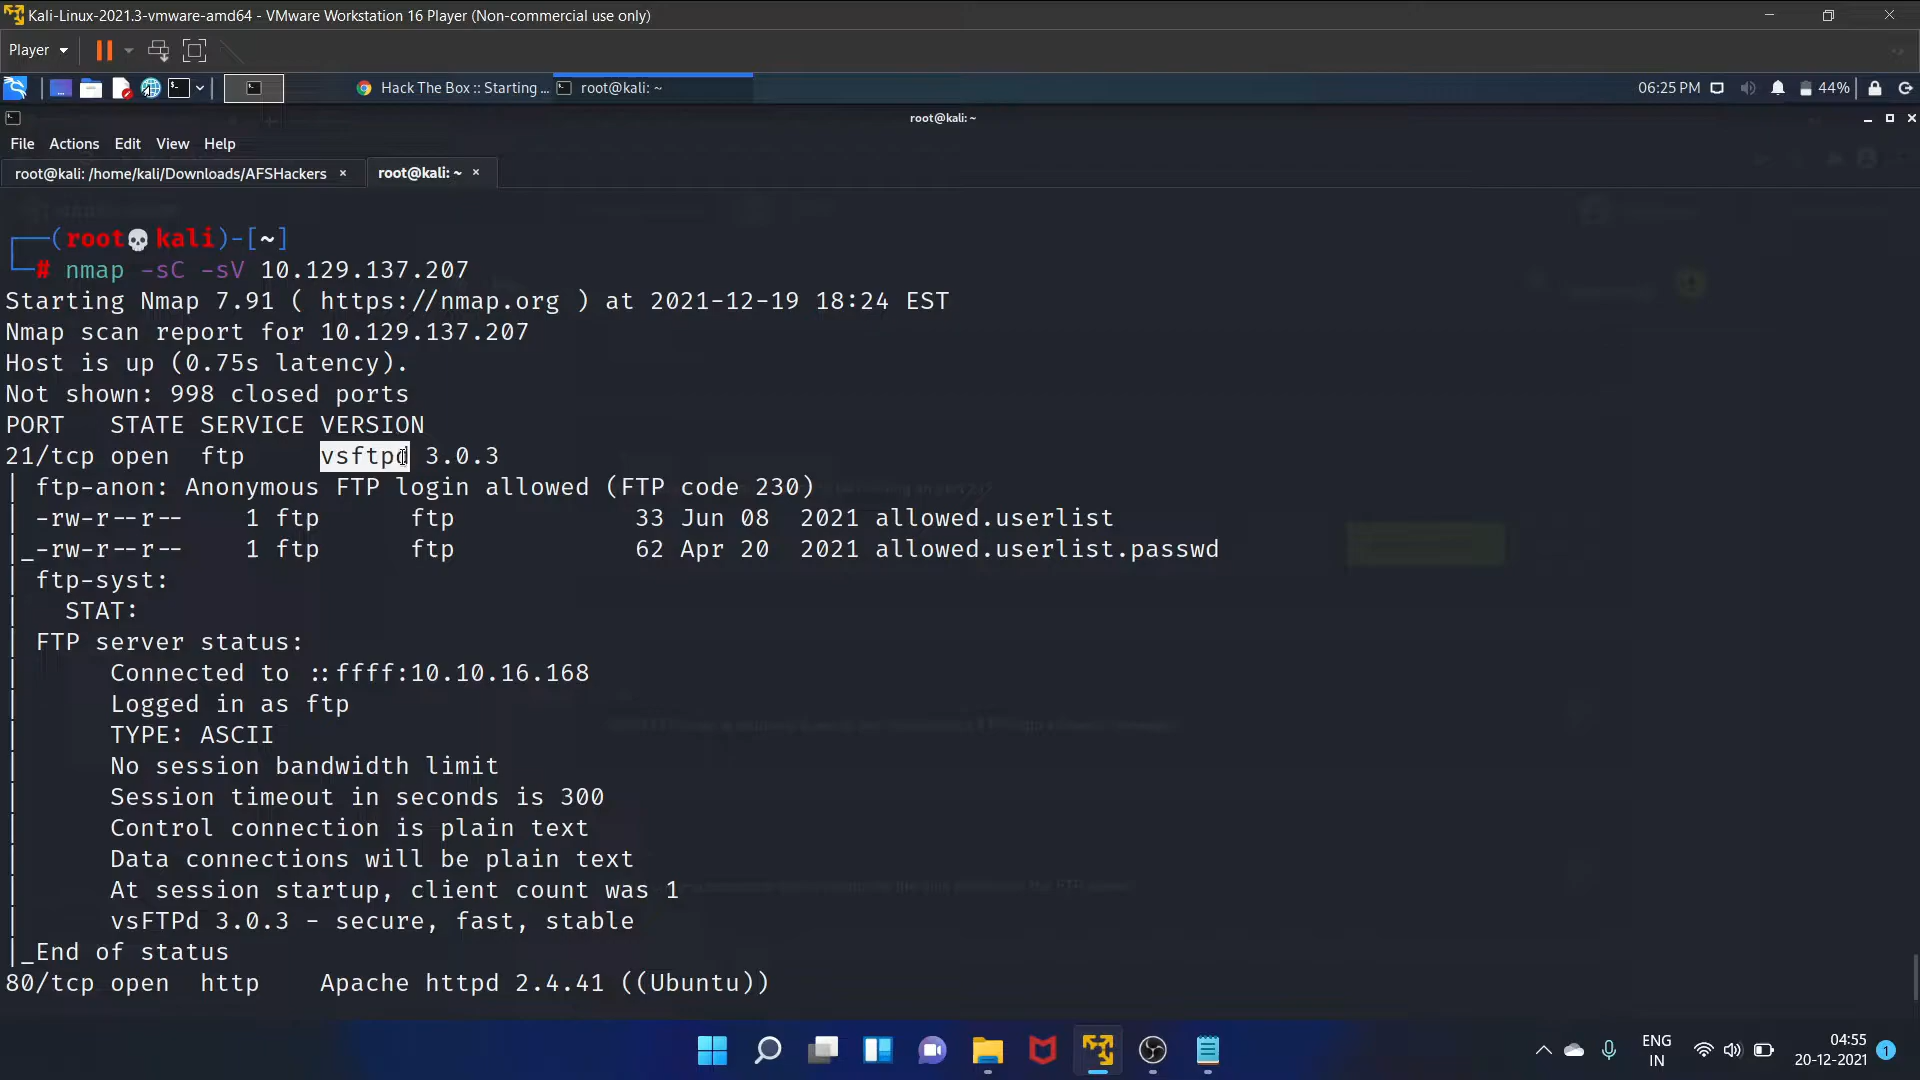 Kali-Linux-2021.3-vmware-amd64 - VMware Workstation 16 Player (Non-commercial use only)
Player
Hack The Box :: Starting ...
root@kali: ~
06:25 PM
44%
root@kali: ~
File Actions Edit View Help
root@kali: /home/kali/Downloads/AFSHackers
root@kali: ~
┌──(root💀kali)-[~]
└─# nmap -sC -sV 10.129.137.207
Starting Nmap 7.91 ( https://nmap.org ) at 2021-12-19 18:24 EST
Nmap scan report for 10.129.137.207
Host is up (0.75s latency).
Not shown: 998 closed ports
PORT   STATE SERVICE VERSION
21/tcp open  ftp     vsftpd 3.0.3
| ftp-anon: Anonymous FTP login allowed (FTP code 230)
| -rw-r--r--    1 ftp      ftp            33 Jun 08  2021 allowed.userlist
|_-rw-r--r--    1 ftp      ftp            62 Apr 20  2021 allowed.userlist.passwd
| ftp-syst:
|   STAT:
| FTP server status:
|      Connected to ::ffff:10.10.16.168
|      Logged in as ftp
|      TYPE: ASCII
|      No session bandwidth limit
|      Session timeout in seconds is 300
|      Control connection is plain text
|      Data connections will be plain text
|      At session startup, client count was 1
|      vsFTPd 3.0.3 - secure, fast, stable
|_End of status
80/tcp open  http    Apache httpd 2.4.41 ((Ubuntu))
ENG
IN
04:55
20-12-2021
1